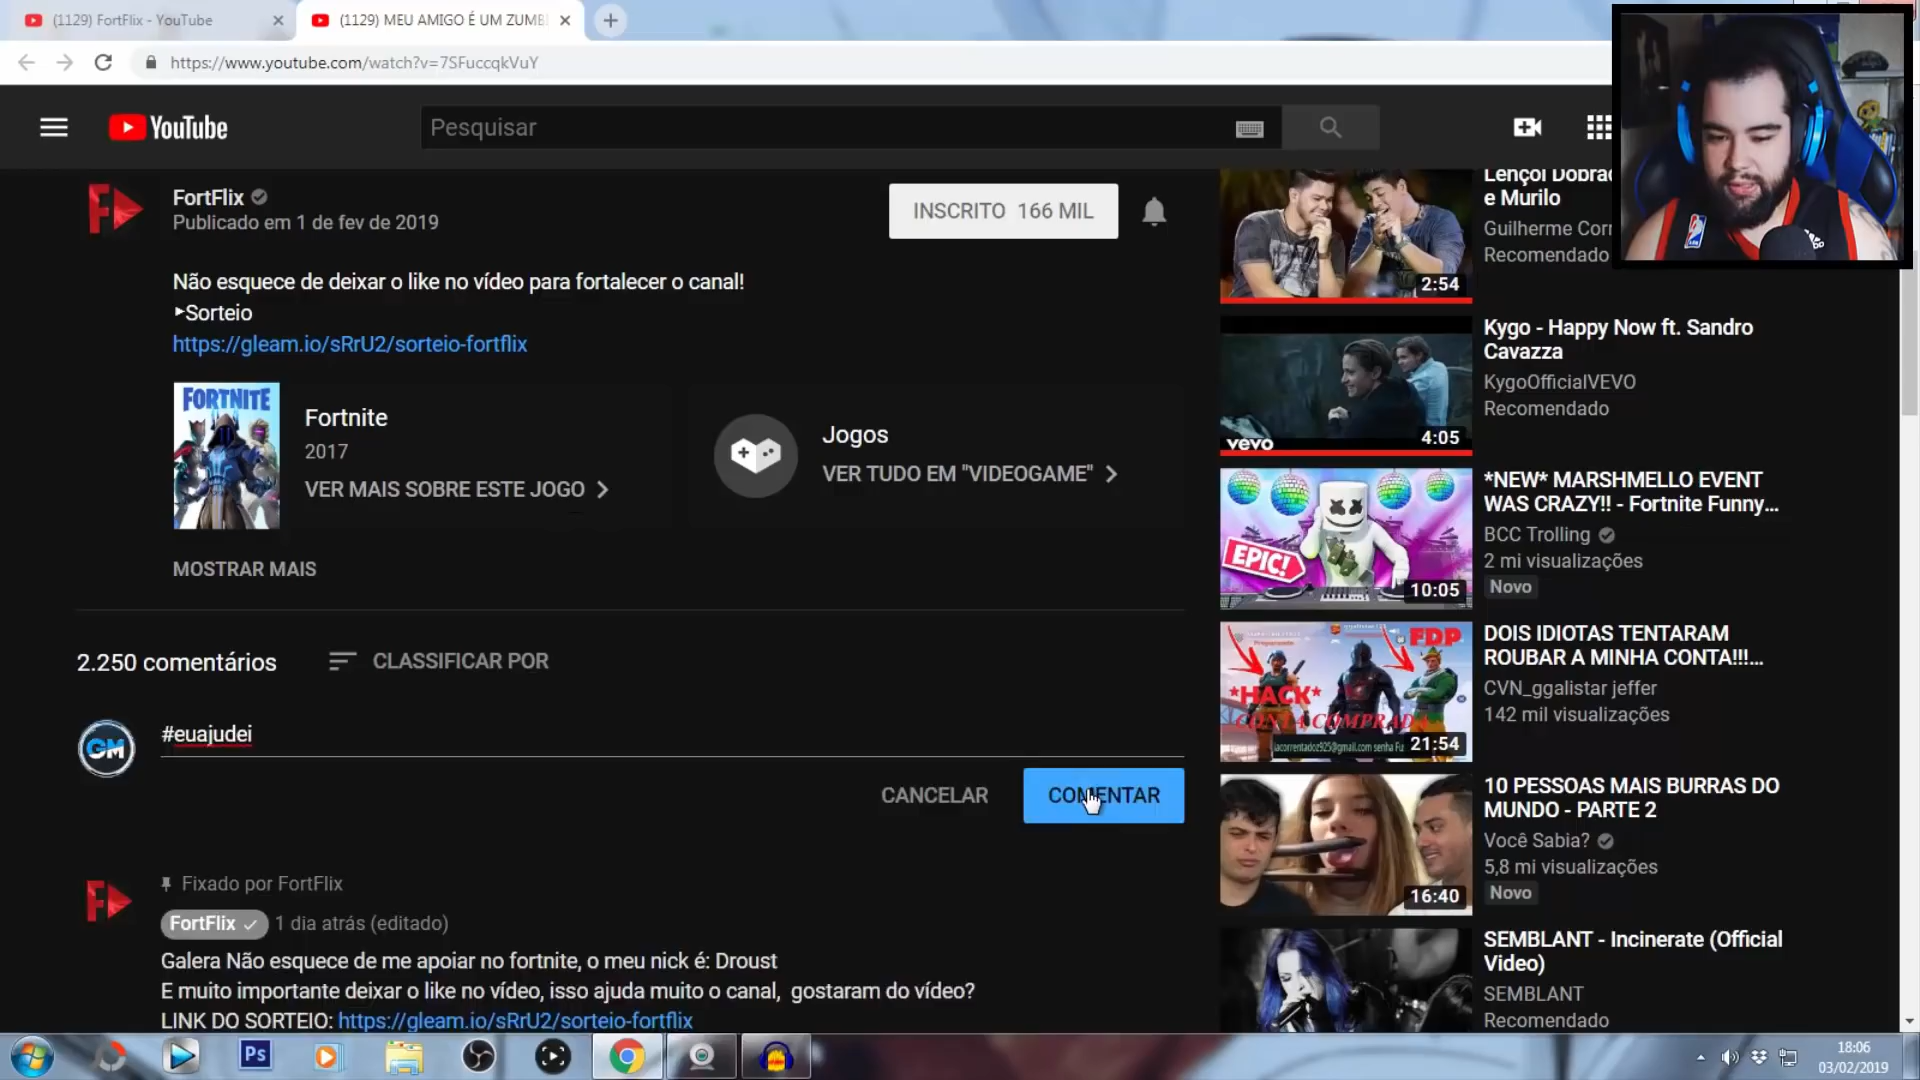 (1129) FortFlix - YouTube
(1129) MEU AMIGO É UM ZUMB
https://www.youtube.com/watch?v=7SFuccqkVuY
YouTube
Pesquisar
FortFlix
Publicado em 1 de fev de 2019
INSCRITO 166 MIL
Não esquece de deixar o like no vídeo para fortalecer o canal!
►Sorteio
https://gleam.io/sRrU2/sorteio-fortflix
FORTNITE
Fortnite
2017
VER MAIS SOBRE ESTE JOGO
Jogos
VER TUDO EM "VIDEOGAME"
MOSTRAR MAIS
2.250 comentários
CLASSIFICAR POR
GM
#euajudei
CANCELAR
COMENTAR
Fixado por FortFlix
FortFlix
1 dia atrás (editado)
Galera Não esquece de me apoiar no fortnite, o meu nick é: Droust
E muito importante deixar o like no vídeo, isso ajuda muito o canal, gostaram do vídeo?
LINK DO SORTEIO: https://gleam.io/sRrU2/sorteio-fortflix
Lençol Dobrad
e Murilo
Guilherme Corr
Recomendado
2:54
Kygo - Happy Now ft. Sandro
Cavazza
KygoOfficialVEVO
Recomendado
vevo
4:05
*NEW* MARSHMELLO EVENT
WAS CRAZY!! - Fortnite Funny...
BCC Trolling
2 mi visualizações
Novo
EPIC!
10:05
DOIS IDIOTAS TENTARAM
ROUBAR A MINHA CONTA!!!...
CVN_ggalistar jeffer
142 mil visualizações
FDP
*HACK*
CONTA COMPRADA
21:54
10 PESSOAS MAIS BURRAS DO
MUNDO - PARTE 2
Você Sabia?
5,8 mi visualizações
Novo
16:40
SEMBLANT - Incinerate (Official
Video)
SEMBLANT
Recomendado
Ps
18:06
03/02/2019